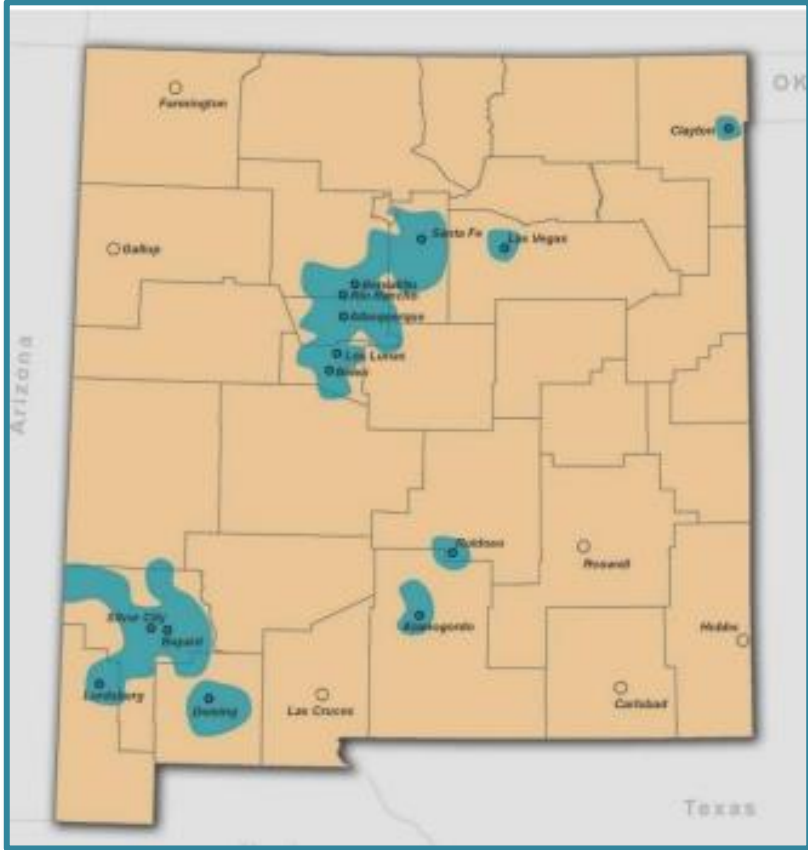 OK
Farmington
Clayton
Santa Fe
Las Vegas
Gallup
Bernalillo
Rio Rancho
Albuquerque
Los Lunas
Belen
Arizona
Ruidoso
Roswell
Silver City
Alamogordo
Hobbs
Lordsburg
Deming
Las Cruces
Carlsbad
Texas